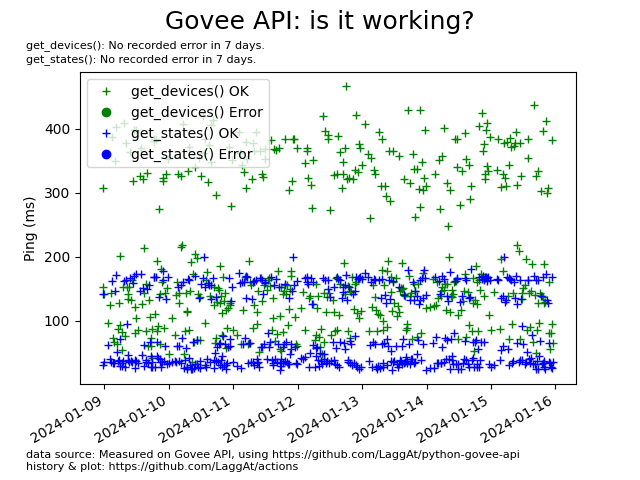 Govee API: is it working?
get_devices(): No recorded error in 7 days.
get_states(): No recorded error in 7 days.
get_devices() OK
get_devices() Error
get_states() OK
get_states() Error
Ping (ms)
400
300
200
100
2024-01-09
2024-01-10
2024-01-11
2024-01-12
2024-01-13
2024-01-14
2024-01-15
2024-01-16
data source: Measured on Govee API, using https://github.com/LaggAt/python-govee-api
history & plot: https://github.com/LaggAt/actions